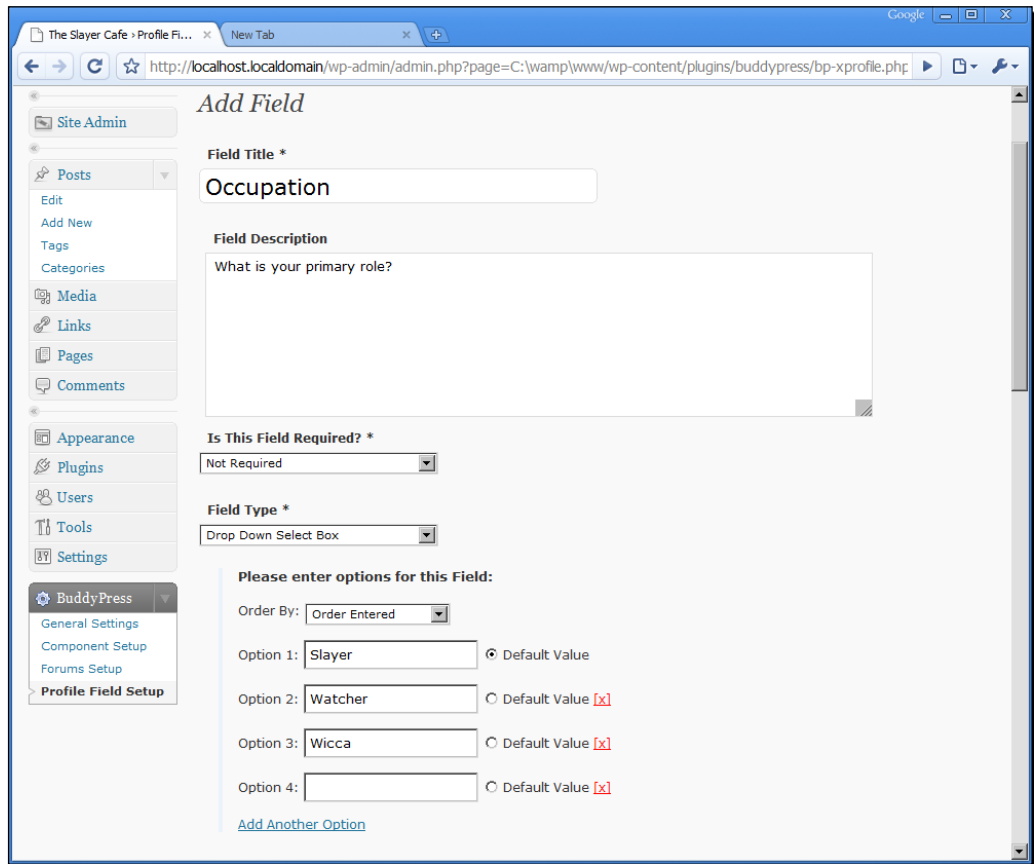 Google
The Slayer Cafe › Profile Fi...
New Tab
http://localhost.localdomain/wp-admin/admin.php?page=C:\wamp\www/wp-content/plugins/buddypress/bp-xprofile.php
Site Admin
Posts
Edit
Add New
Tags
Categories
Media
Links
Pages
Comments
Appearance
Plugins
Users
Tools
Settings
BuddyPress
General Settings
Component Setup
Forums Setup
Profile Field Setup
Add Field
Field Title *
Occupation
Field Description
What is your primary role?
Is This Field Required? *
Not Required
Field Type *
Drop Down Select Box
Please enter options for this Field:
Order By: Order Entered
Option 1: Slayer Default Value
Option 2: Watcher Default Value [x]
Option 3: Wicca Default Value [x]
Option 4: Default Value [x]
Add Another Option